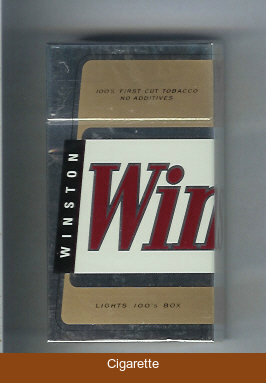 100% FIRST CUT TOBACCO
NO ADDITIVES
WINSTON
Win
LIGHTS 100's BOX
Cigarette